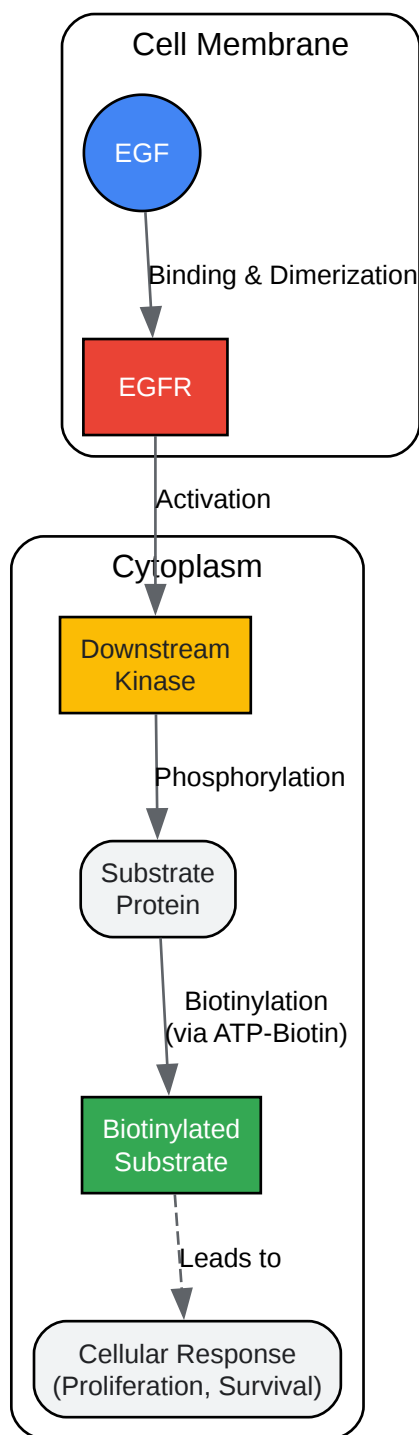 Cell Membrane
EGF
Binding & Dimerization
EGFR
Activation
Cytoplasm
Downstream
Kinase
Phosphorylation
Substrate
Protein
Biotinylation
(via ATP-Biotin)
Biotinylated
Substrate
Leads to
Cellular Response
(Proliferation, Survival)